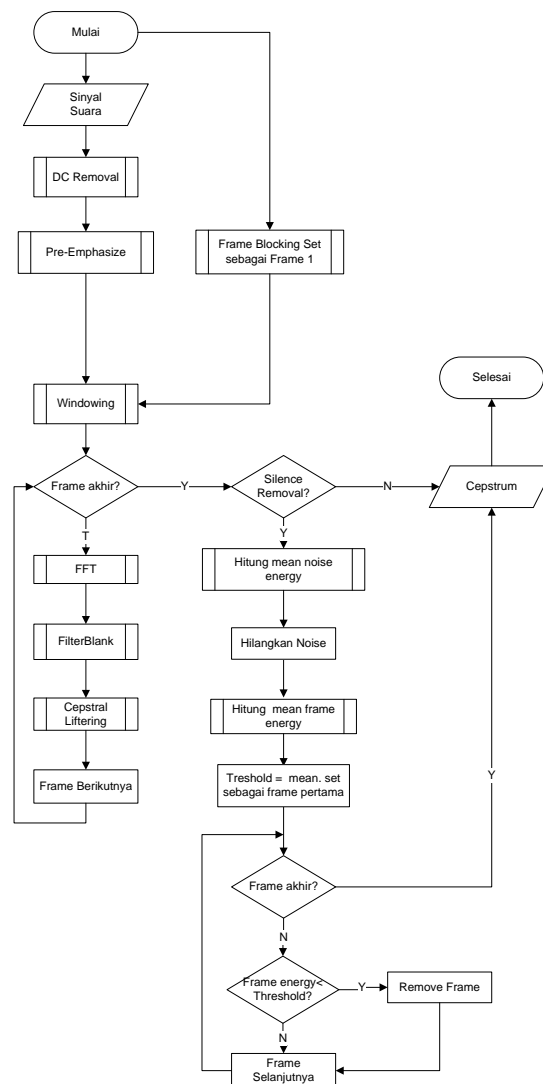 Mulai
Sinyal
Suara
DC Removal
Pre-Emphasize
Frame Blocking Set
sebagai Frame 1
Windowing
Selesai
Frame akhir?
Y
Silence
Removal?
N
Cepstrum
T
Y
FFT
Hitung mean noise
energy
FilterBlank
Hilangkan Noise
Cepstral
Liftering
Hitung mean frame
energy
Frame Berikutnya
Treshold = mean. set
sebagai frame pertama
Y
Frame akhir?
N
Frame energy<
Threshold?
Y
Remove Frame
N
Frame
Selanjutnya